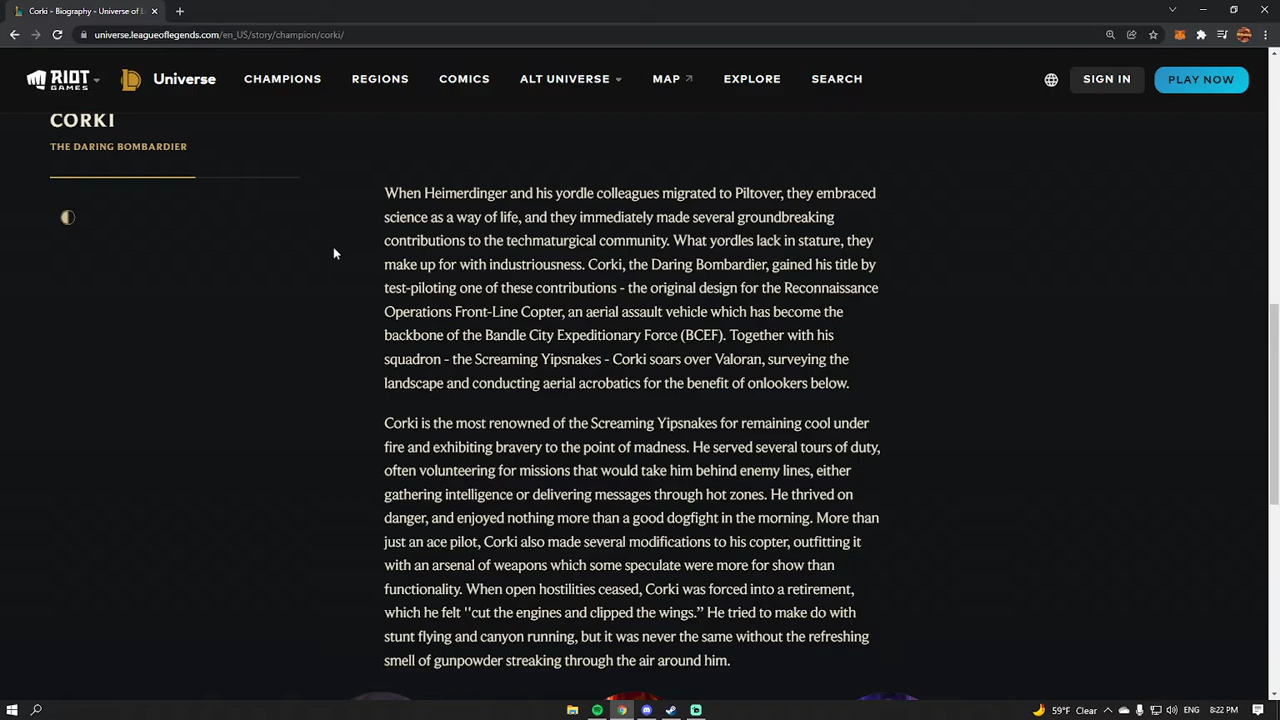 Corki - Biography - Universe of L
universe.leagueoflegends.com/en_US/story/champion/corki/
RIOT GAMES
Universe
CHAMPIONS
REGIONS
COMICS
ALT UNIVERSE
MAP
EXPLORE
SEARCH
SIGN IN
PLAY NOW
CORKI
THE DARING BOMBARDIER
When Heimerdinger and his yordle colleagues migrated to Piltover, they embraced
science as a way of life, and they immediately made several groundbreaking
contributions to the techmaturgical community. What yordles lack in stature, they
make up for with industriousness. Corki, the Daring Bombardier, gained his title by
test-piloting one of these contributions - the original design for the Reconnaissance
Operations Front-Line Copter, an aerial assault vehicle which has become the
backbone of the Bandle City Expeditionary Force (BCEF). Together with his
squadron - the Screaming Yipsnakes - Corki soars over Valoran, surveying the
landscape and conducting aerial acrobatics for the benefit of onlookers below.
Corki is the most renowned of the Screaming Yipsnakes for remaining cool under
fire and exhibiting bravery to the point of madness. He served several tours of duty,
often volunteering for missions that would take him behind enemy lines, either
gathering intelligence or delivering messages through hot zones. He thrived on
danger, and enjoyed nothing more than a good dogfight in the morning. More than
just an ace pilot, Corki also made several modifications to his copter, outfitting it
with an arsenal of weapons which some speculate were more for show than
functionality. When open hostilities ceased, Corki was forced into a retirement,
which he felt "cut the engines and clipped the wings.” He tried to make do with
stunt flying and canyon running, but it was never the same without the refreshing
smell of gunpowder streaking through the air around him.
59°F Clear
ENG
8:22 PM